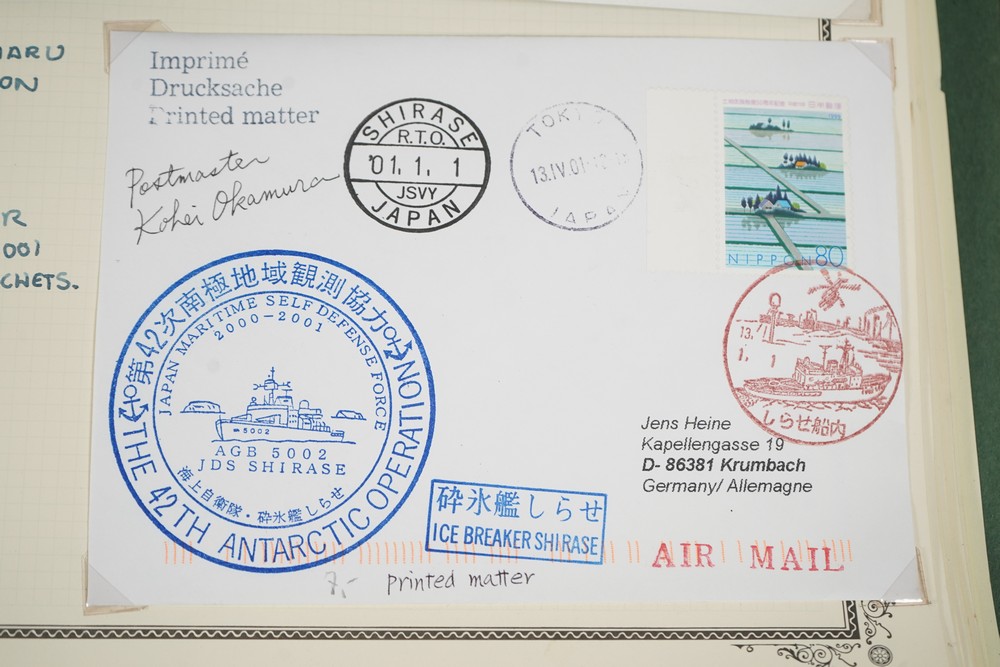 ARU
ON
R
001
CHETS.
Imprimé
Drucksache
Printed matter
Postmaster
Kohei Okamura
SHIRASE
R.T.O.
'01.1.1
JSVY
JAPAN
TOKYO
13.IV.01
JAPAN
NIPPON 80
13.
1. 1
しらせ船内
第42次南極地域観測協力
JAPAN MARITIME SELF DEFENSE FORCE
2000-2001
5002
AGB 5002
JDS SHIRASE
海上自衛隊・砕氷艦しらせ
THE 42TH ANTARCTIC OPERATION
砕氷艦しらせ
ICE BREAKER SHIRASE
Jens Heine
Kapellengasse 19
D- 86381 Krumbach
Germany/ Allemagne
AIR MAIL
7,-
printed matter